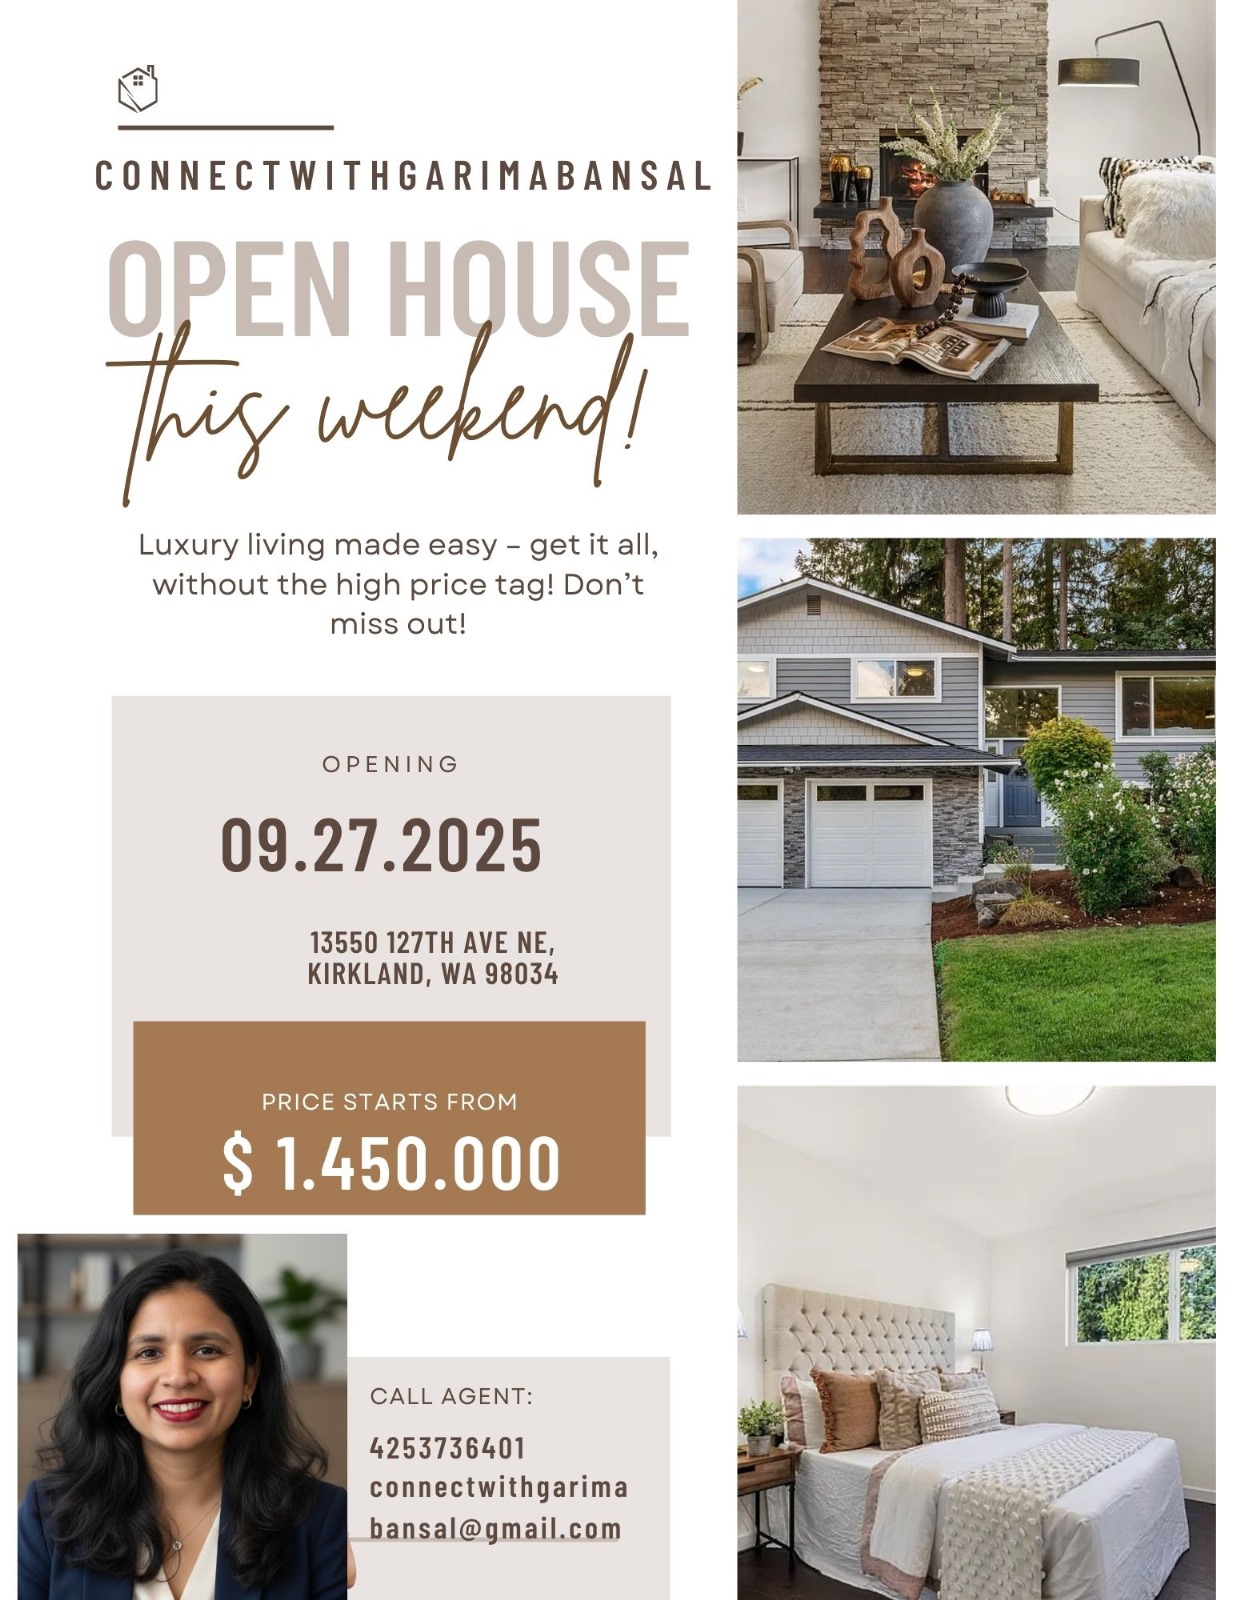 CONNECTWITHGARIMABANSAL
OPEN HOUSE
this weekend!
Luxury living made easy – get it all,
without the high price tag! Don’t
miss out!
OPENING
09.27.2025
13550 127TH AVE NE,
KIRKLAND, WA 98034
PRICE STARTS FROM
$ 1.450.000
CALL AGENT:
4253736401
connectwithgarima
bansal@gmail.com